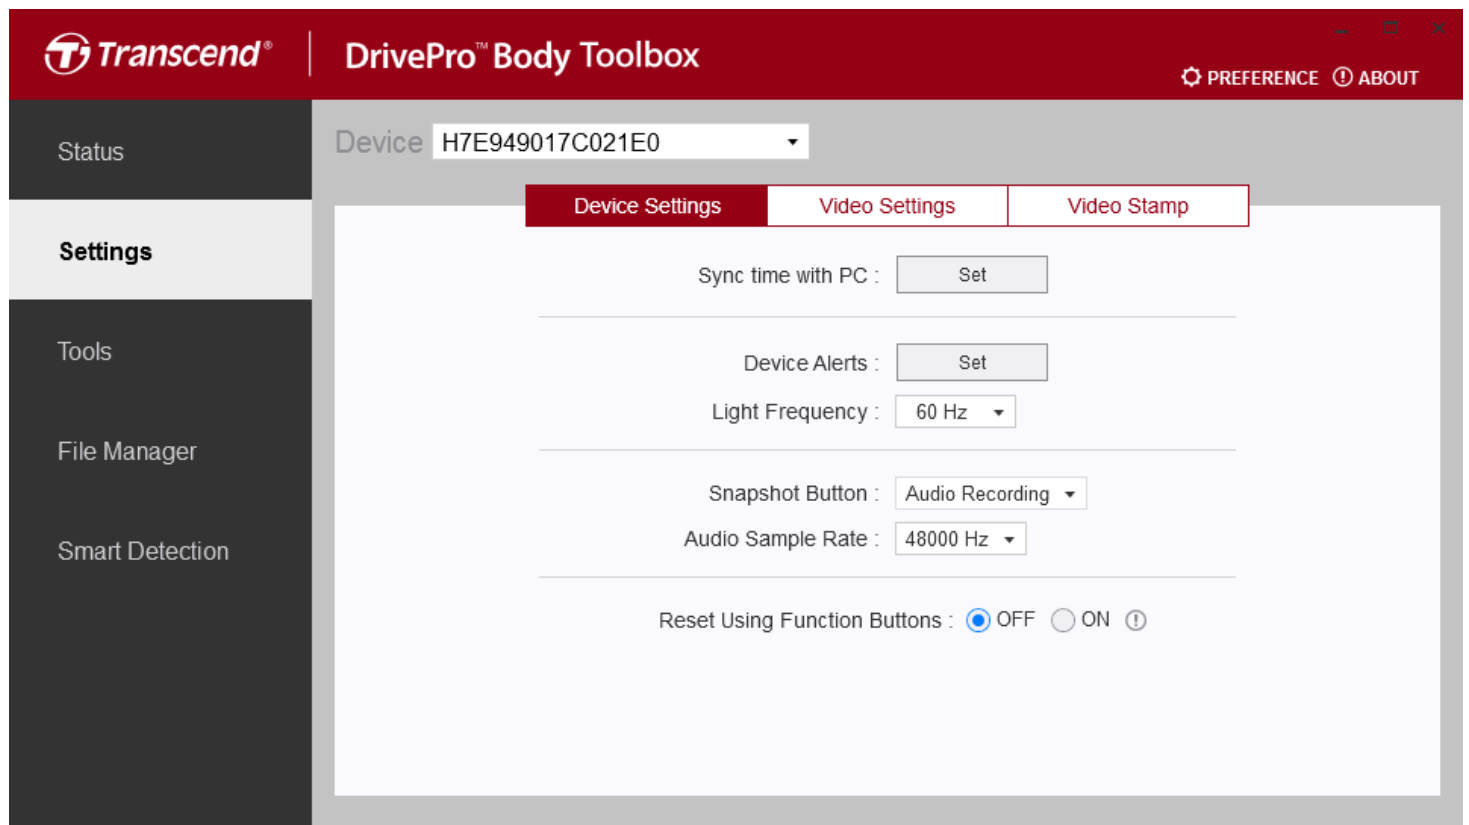 Transcend®
DrivePro™ Body Toolbox
PREFERENCE ABOUT
Status
Settings
Tools
File Manager
Smart Detection
Device H7E949017C021E0
Device Settings Video Settings Video Stamp
Sync time with PC : Set
Device Alerts : Set
Light Frequency : 60 Hz
Snapshot Button : Audio Recording
Audio Sample Rate : 48000 Hz
Reset Using Function Buttons : OFF ON